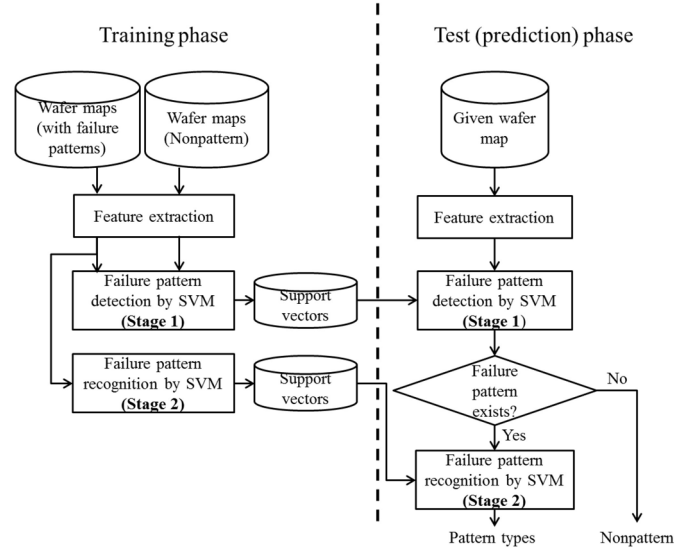 Training phase
Test (prediction) phase
Wafer maps
(with failure
patterns)
Wafer maps
(Nonpattern)
Given wafer
map
Feature extraction
Feature extraction
Failure pattern
detection by SVM
(Stage 1)
Support
vectors
Failure pattern
detection by SVM
(Stage 1)
Failure pattern
recognition by SVM
(Stage 2)
Support
vectors
Failure
pattern
exists?
No
Yes
Failure pattern
recognition by SVM
(Stage 2)
Pattern types
Nonpattern